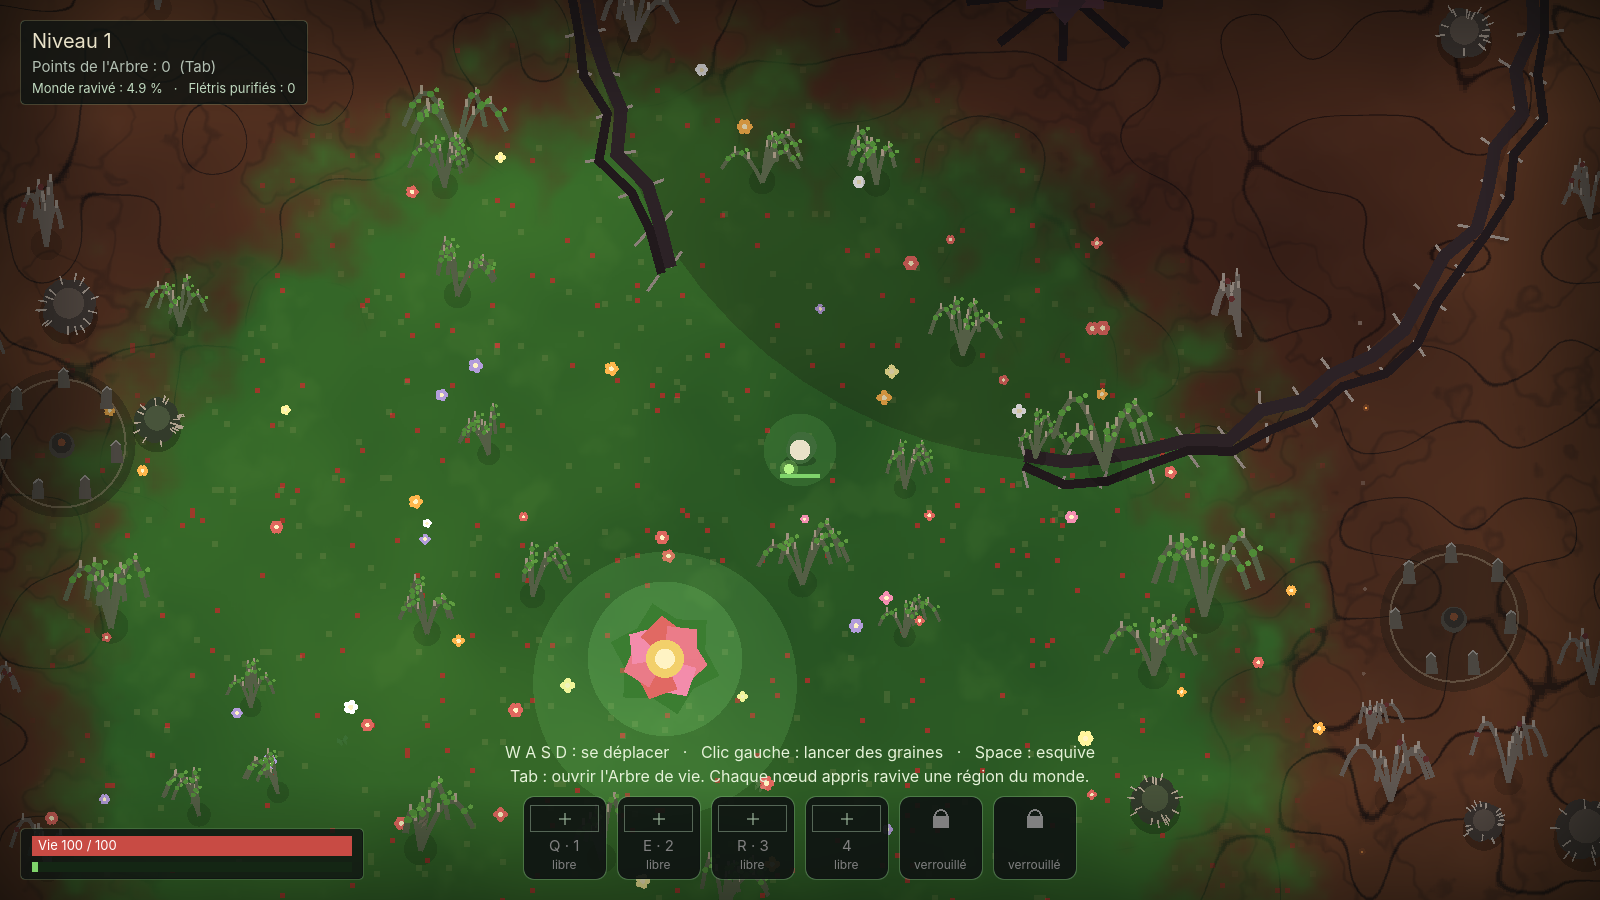 Niveau 1
Points de l'Arbre : 0 (Tab)
Monde ravivé : 4.9 % · Flétris purifiés : 0
W A S D : se déplacer · Clic gauche : lancer des graines · Space : esquive
Tab : ouvrir l'Arbre de vie. Chaque nœud appris ravive une région du monde.
Vie 100 / 100
Q · 1
E · 2
R · 3
4
libre
libre
libre
libre
verrouillé
verrouillé